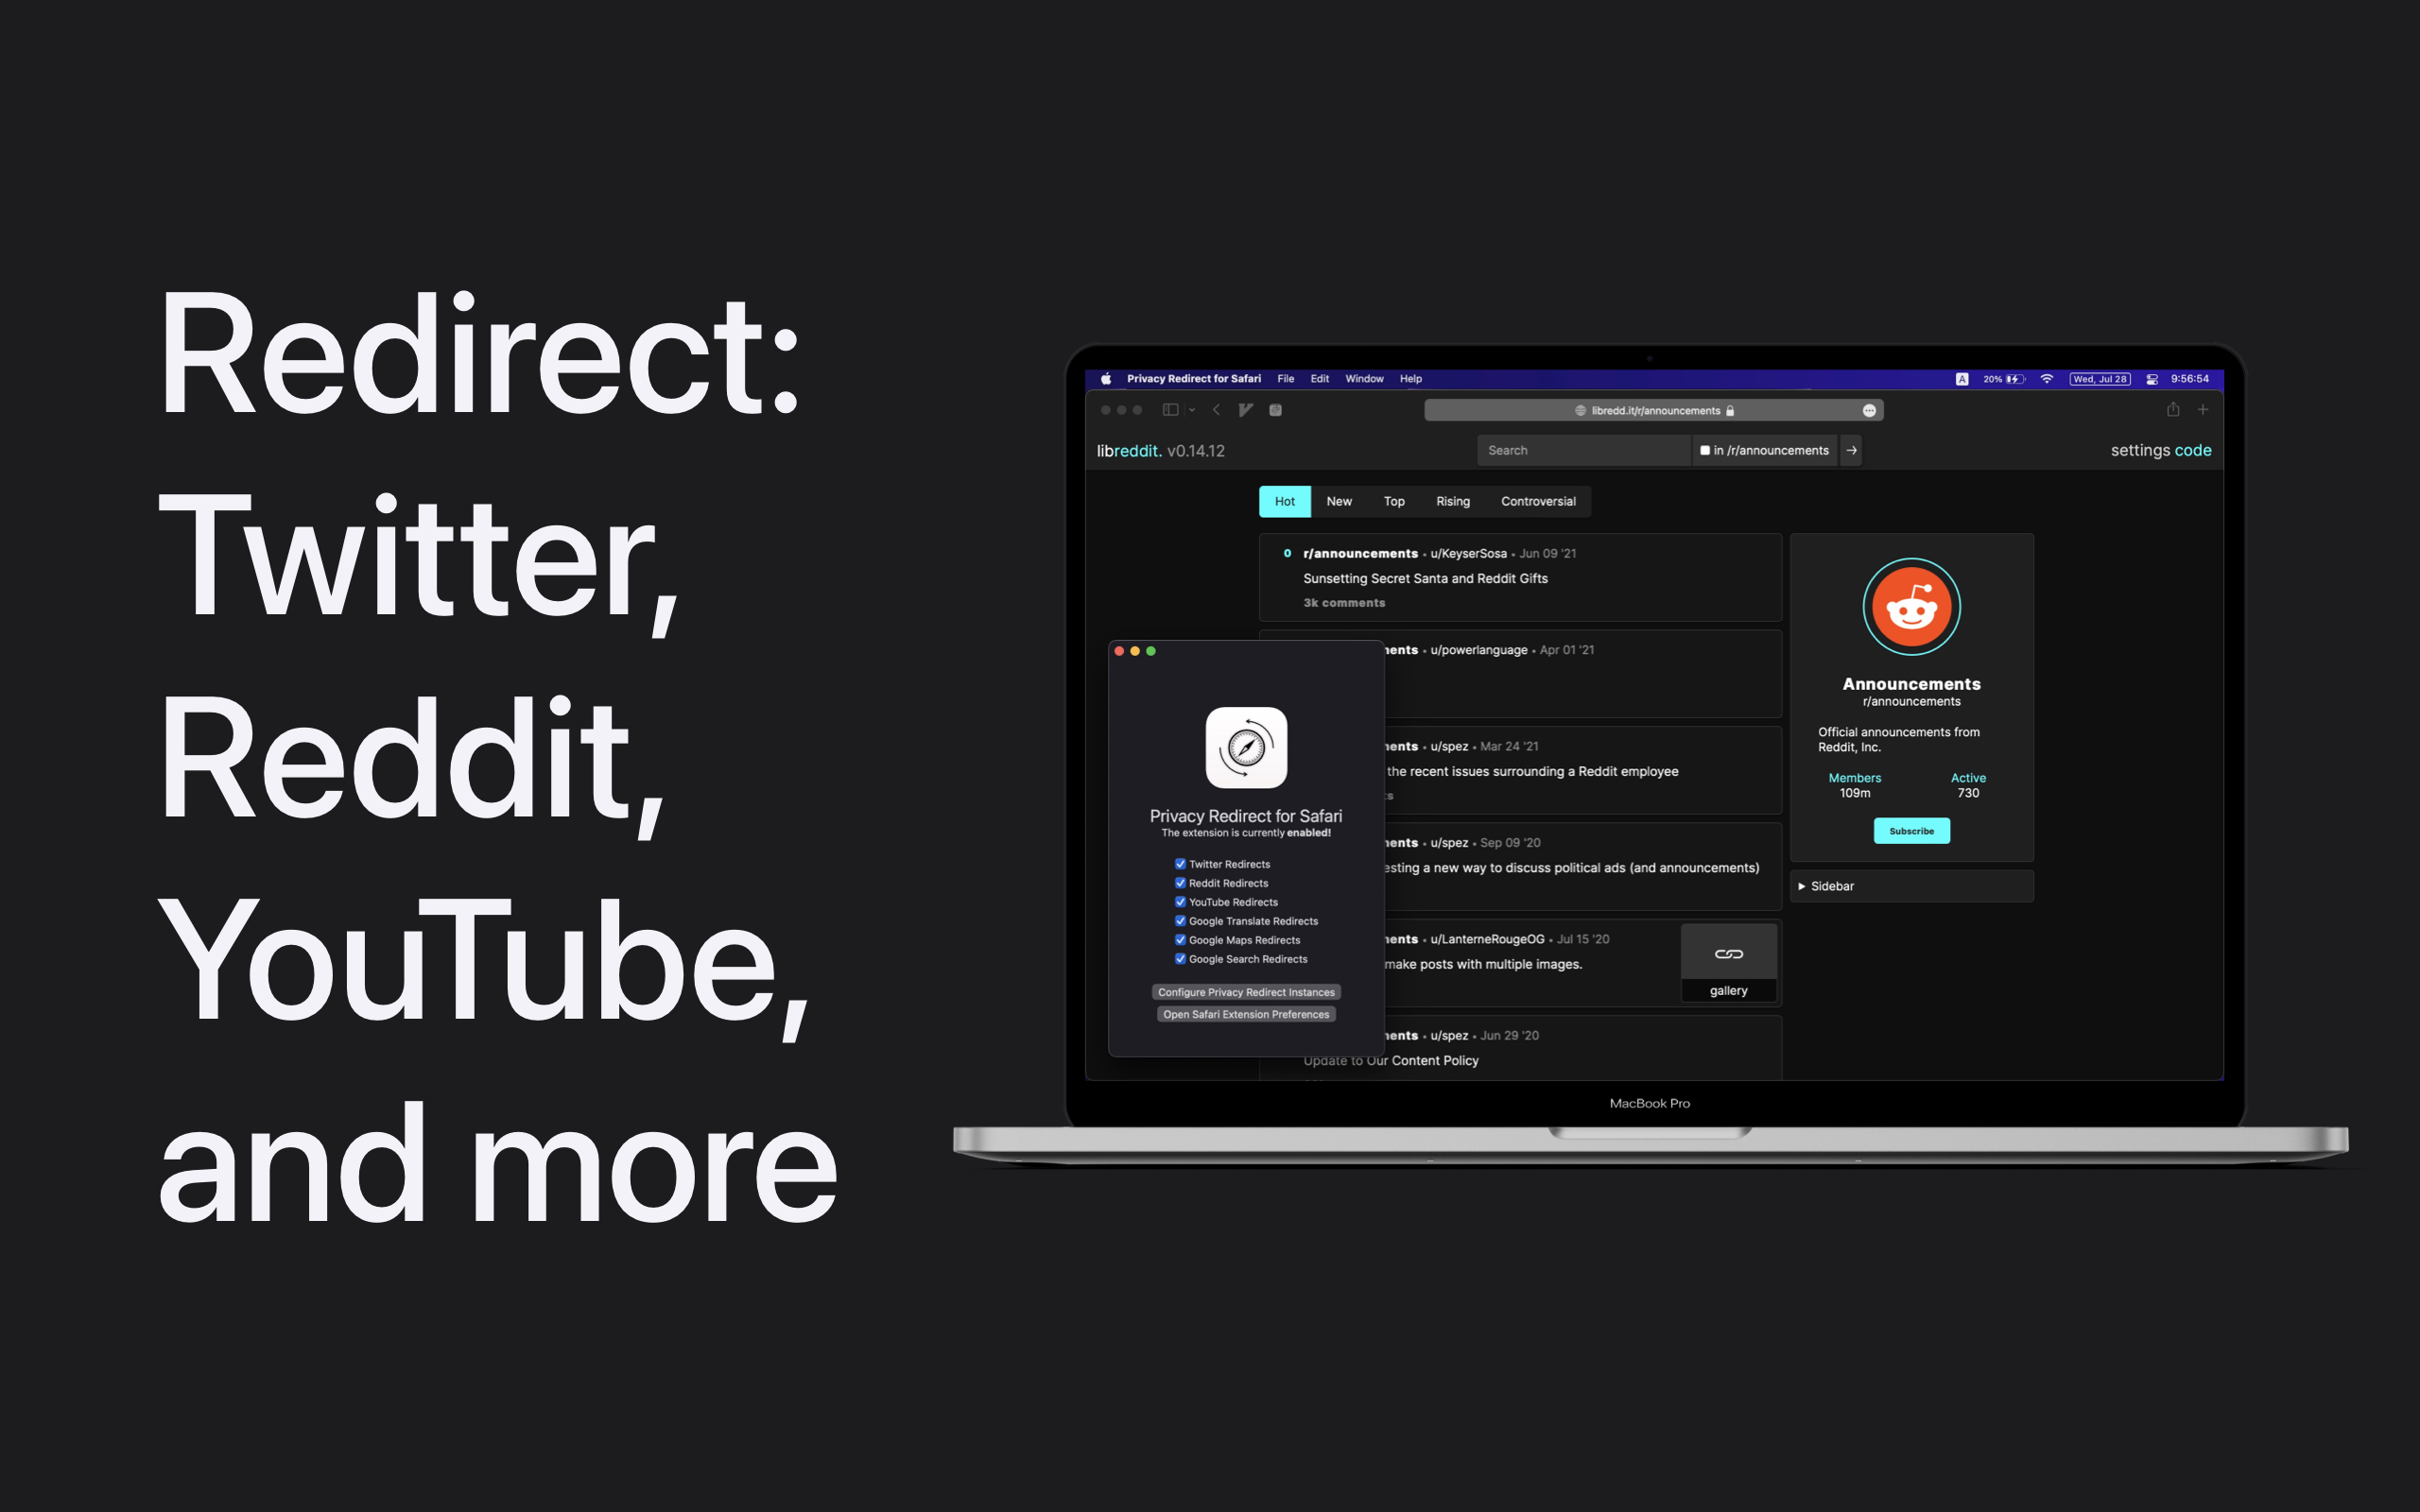 Redirect:
Twitter,
Reddit,
YouTube,
and more
Privacy Redirect for Safari File Edit Window Help
A 20% Wed, Jul 28 9:56:54
libredd.it/r/announcements
libreddit. v0.14.12
Search in /r/announcements →
settings code
Hot New Top Rising Controversial
0 r/announcements • u/KeyserSosa • Jun 09 '21
Sunsetting Secret Santa and Reddit Gifts
3k comments
ents • u/powerlanguage • Apr 01 '21
ents • u/spez • Mar 24 '21
the recent issues surrounding a Reddit employee
ents • u/spez • Sep 09 '20
esting a new way to discuss political ads (and announcements)
ents • u/LanterneRougeOG • Jul 15 '20
make posts with multiple images.
gallery
ents • u/spez • Jun 29 '20
Update to Our Content Policy
Announcements
r/announcements
Official announcements from
Reddit, Inc.
Members Active
109m 730
Subscribe
Sidebar
Privacy Redirect for Safari
The extension is currently enabled!
Twitter Redirects
Reddit Redirects
YouTube Redirects
Google Translate Redirects
Google Maps Redirects
Google Search Redirects
Configure Privacy Redirect Instances
Open Safari Extension Preferences
MacBook Pro